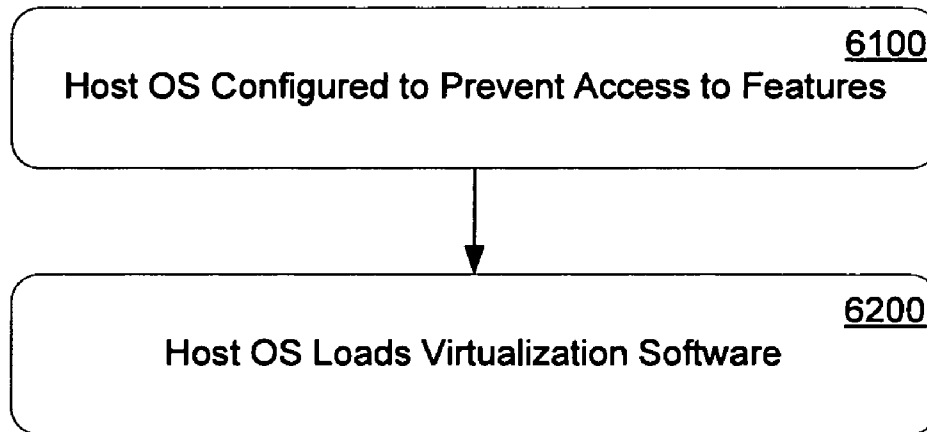 6100
Host OS Configured to Prevent Access to Features
6200
Host OS Loads Virtualization Software